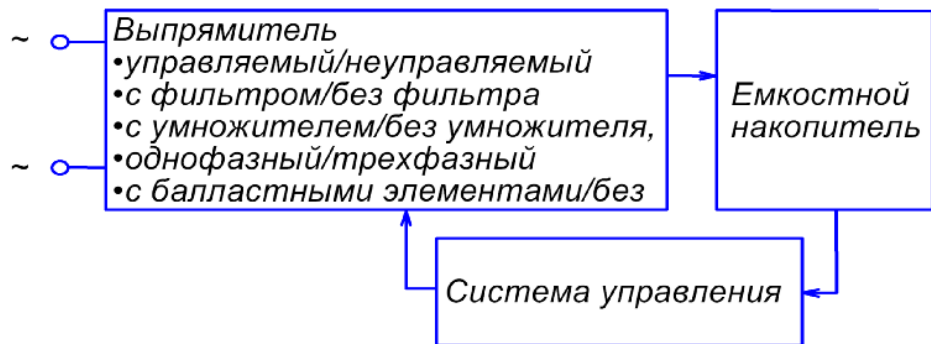 ~
Выпрямитель
•управляемый/неуправляемый
•с фильтром/без фильтра
•с умножителем/без умножителя,
~
•однофазный/трехфазный
•с балластными элементами/без
Емкостной
накопитель
Система управления